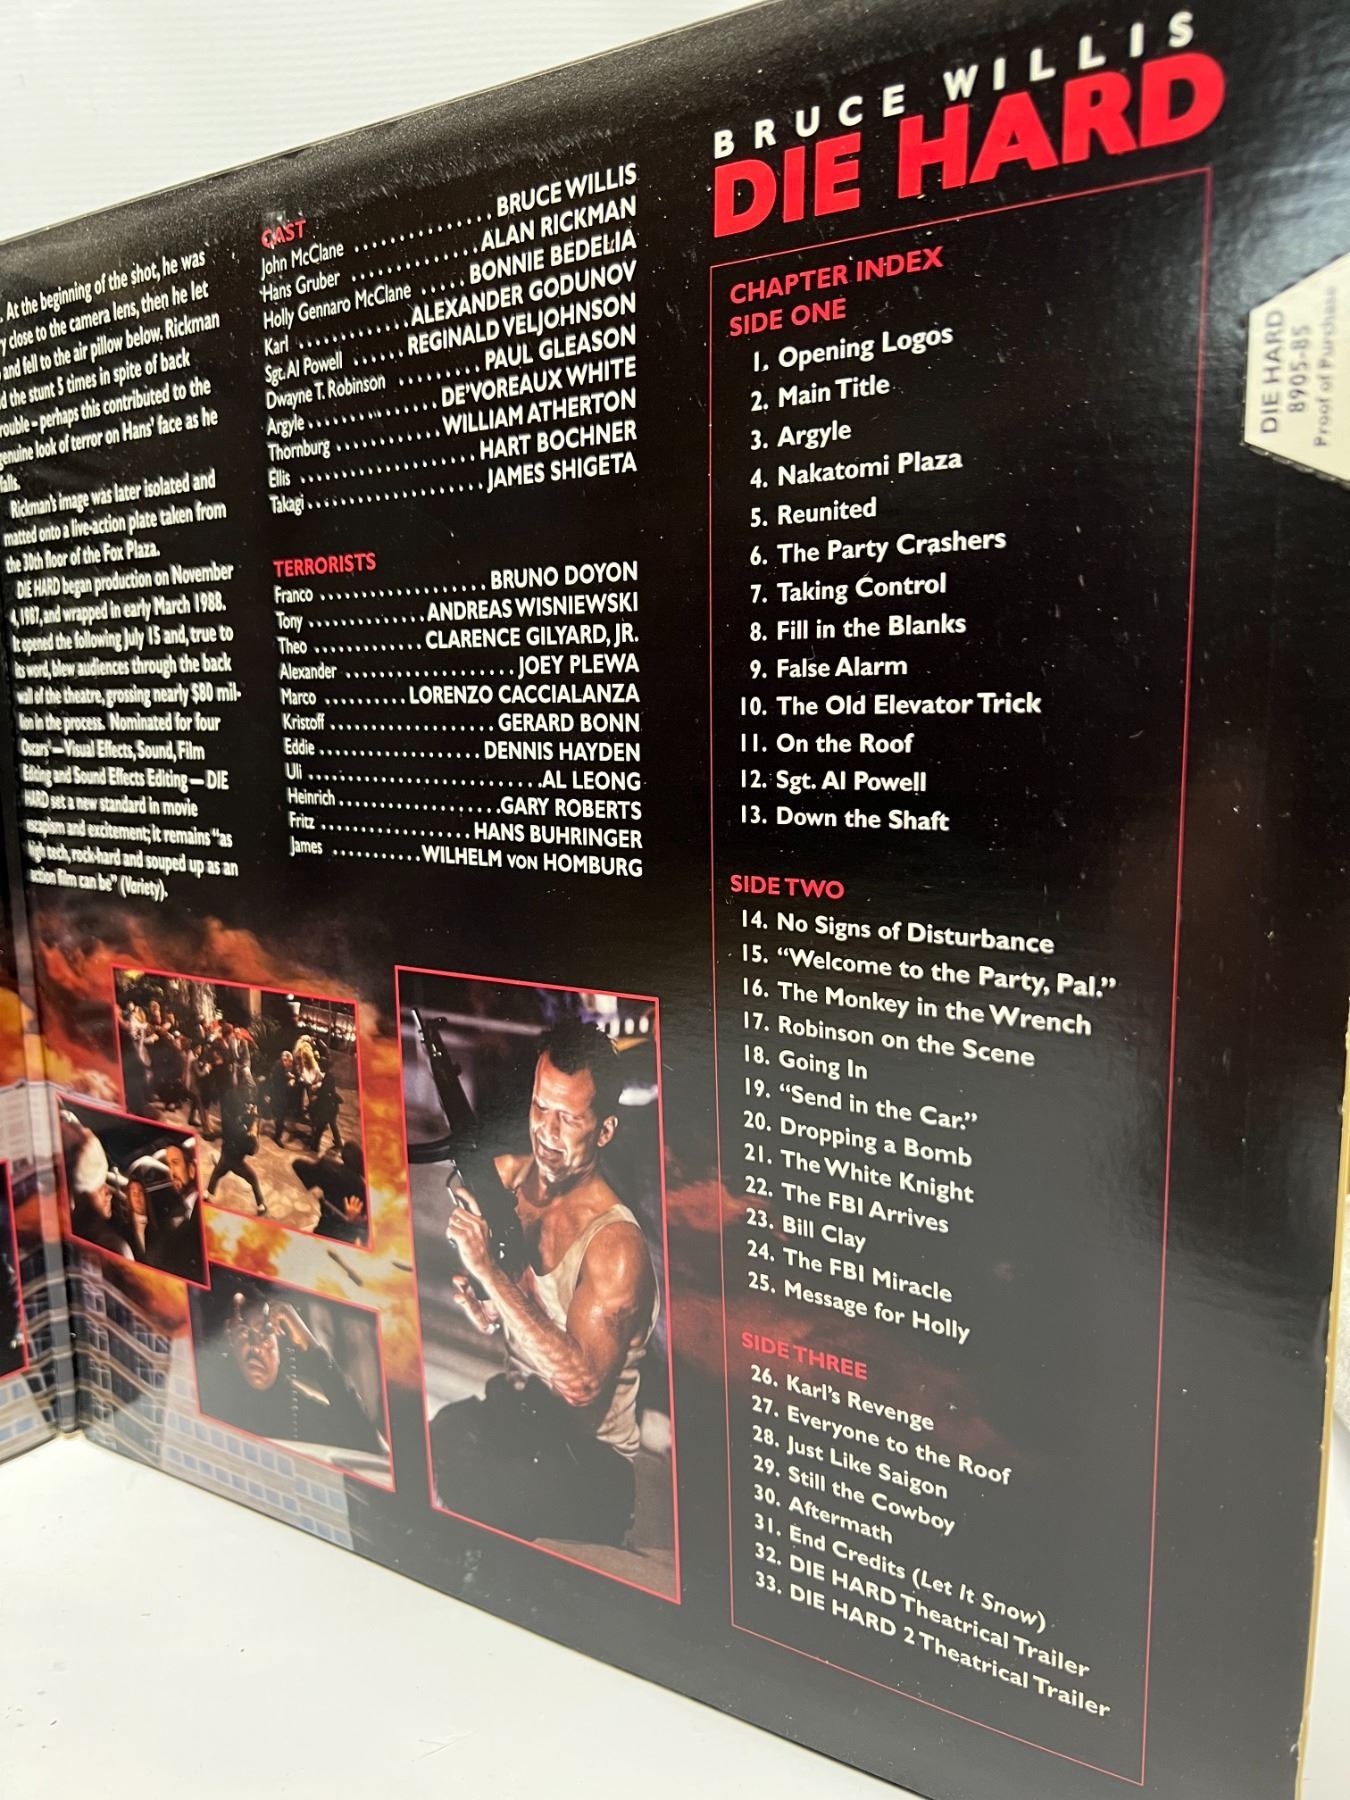 . At the beginning of the shot, he was
y close to the camera lens, then he let
and fell to the air pillow below. Rickman
d the stunt 5 times in spite of back
rouble – perhaps this contributed to the
genuine look of terror on Hans' face as he
falls.
Rickman's image was later isolated and
matted onto a live-action plate taken from
the 30th floor of the Fox Plaza.
DIE HARD began production on November
, 1987, and wrapped in early March 1988.
It opened the following July 15 and, true to
its word, blew audiences through the back
wall of the theatre, grossing nearly $80 mil-
lion in the process. Nominated for four
Oscars — Visual Effects, Sound, Film
Editing and Sound Effects Editing — DIE
HARD set a new standard in movie
escapism and excitement; it remains "as
high tech, rock-hard and souped up as an
action film can be" (Variety).
CAST
John McClane .............. BRUCE WILLIS
Hans Gruber .............. ALAN RICKMAN
Holly Gennaro McClane ..... BONNIE BEDELIA
Karl ............ ALEXANDER GODUNOV
Sgt. Al Powell ...... REGINALD VELJOHNSON
Dwayne T. Robinson ......... PAUL GLEASON
Argyle .............. DE'VOREAUX WHITE
Thornburg ............ WILLIAM ATHERTON
Ellis ................... HART BOCHNER
Takagi ................... JAMES SHIGETA
TERRORISTS
Franco .................. BRUNO DOYON
Tony ............. ANDREAS WISNIEWSKI
Theo ............. CLARENCE GILYARD, JR.
Alexander .................. JOEY PLEWA
Marco .......... LORENZO CACCIALANZA
Kristoff .................. GERARD BONN
Eddie .................. DENNIS HAYDEN
Uli ......................... AL LEONG
Heinrich .................. GARY ROBERTS
Fritz ................ HANS BUHRINGER
James ........... WILHELM VON HOMBURG
BRUCE WILLIS
DIE HARD
CHAPTER INDEX
SIDE ONE
1. Opening Logos
2. Main Title
3. Argyle
4. Nakatomi Plaza
5. Reunited
6. The Party Crashers
7. Taking Control
8. Fill in the Blanks
9. False Alarm
10. The Old Elevator Trick
11. On the Roof
12. Sgt. Al Powell
13. Down the Shaft
SIDE TWO
14. No Signs of Disturbance
15. "Welcome to the Party, Pal."
16. The Monkey in the Wrench
17. Robinson on the Scene
18. Going In
19. "Send in the Car."
20. Dropping a Bomb
21. The White Knight
22. The FBI Arrives
23. Bill Clay
24. The FBI Miracle
25. Message for Holly
SIDE THREE
26. Karl's Revenge
27. Everyone to the Roof
28. Just Like Saigon
29. Still the Cowboy
30. Aftermath
31. End Credits (Let It Snow)
32. DIE HARD Theatrical Trailer
33. DIE HARD 2 Theatrical Trailer
DIE HARD
8905-85
Proof of Purchase